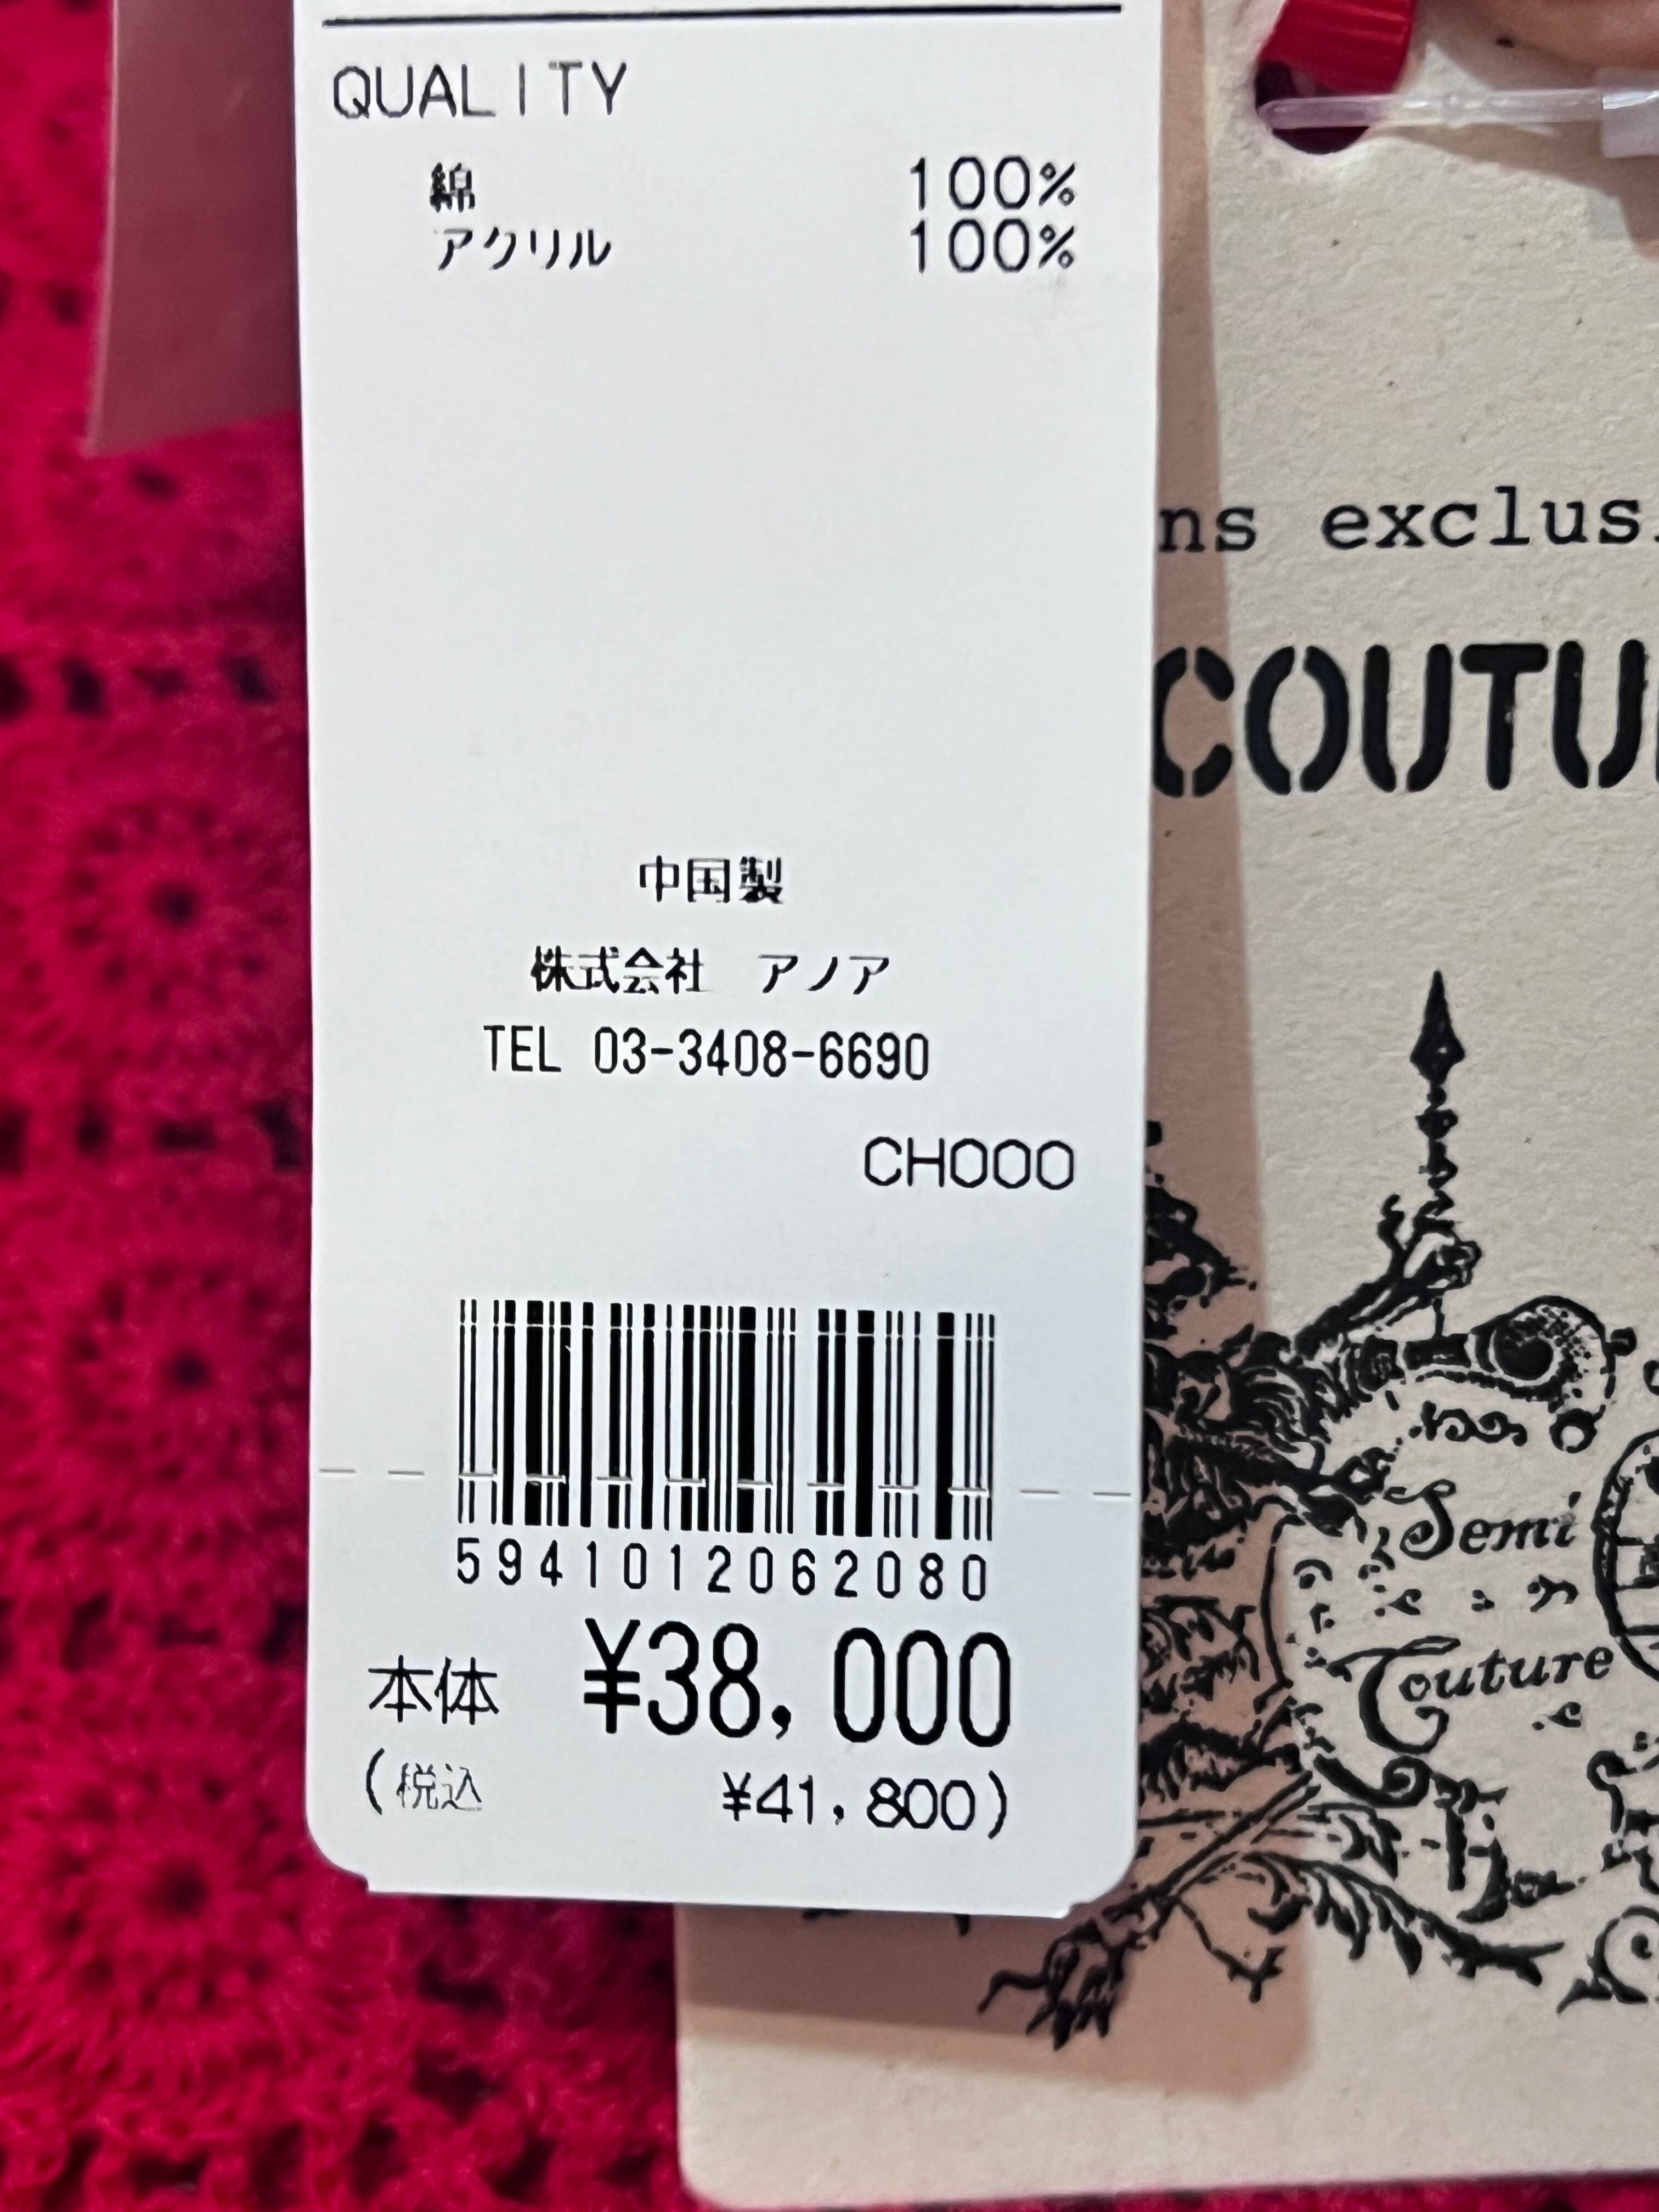 QUALITY
綿 100%
アクリル 100%
中国製
株式会社 アノア
TEL 03-3408-6690
CHOOO
5941012062080
本体 ¥38,000
(税込 ¥41,800)
ns exclus
COUTU
Semi
Couture